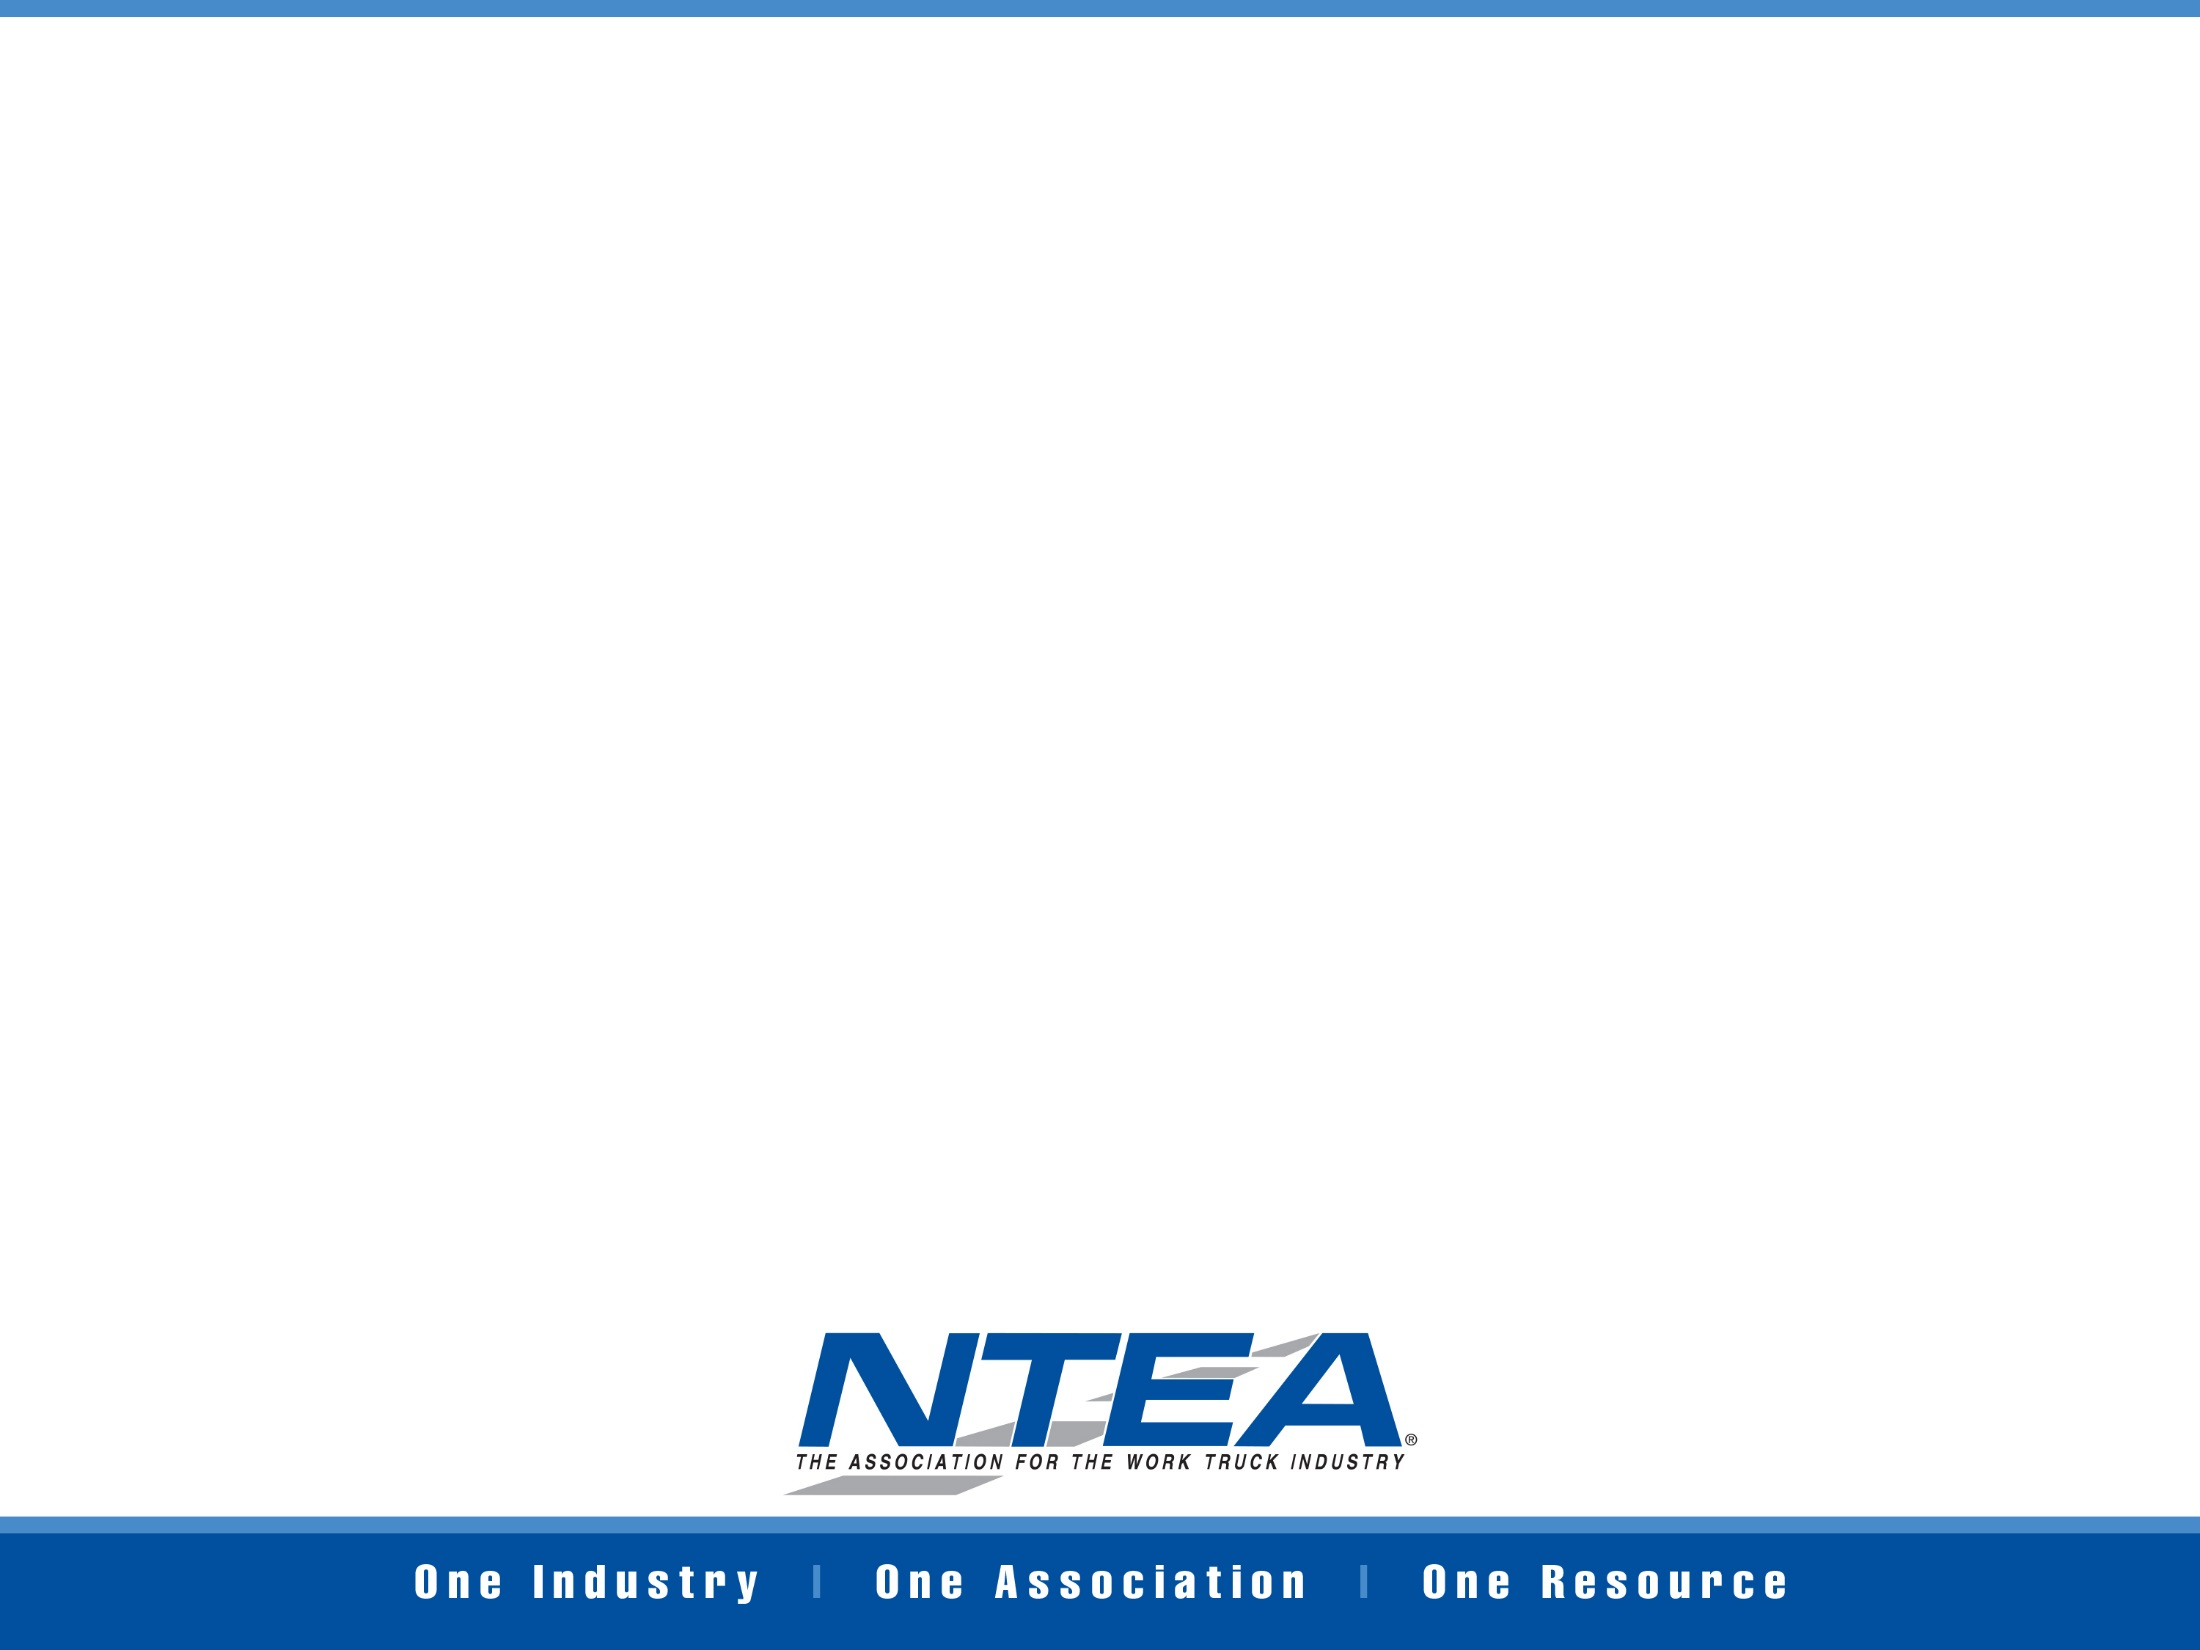 NTEA®
THE ASSOCIATION FOR THE WORK TRUCK INDUSTRY
One Industry | One Association | One Resource